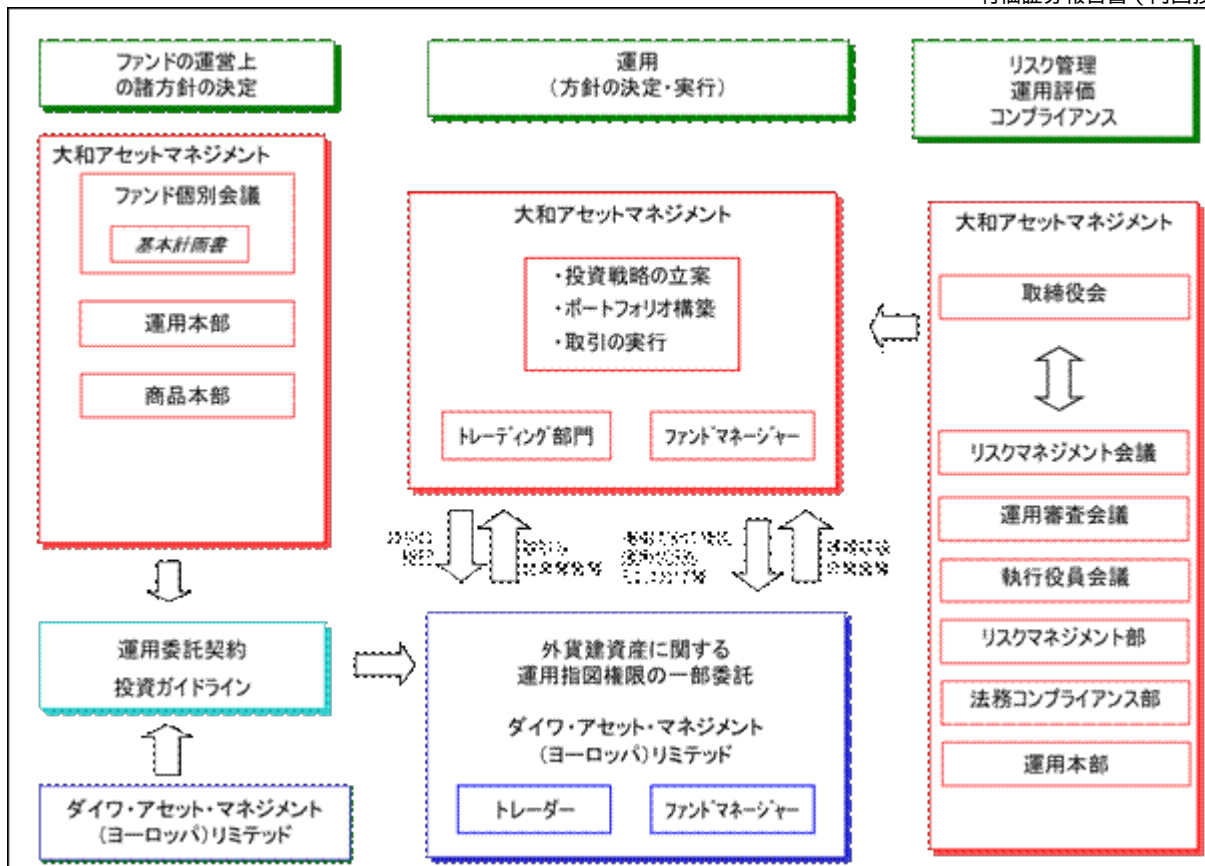 ファンドの運営上
の諸方針の決定
運用
(方針の決定・実行)
リスク管理
運用評価
コンプライアンス
大和アセットマネジメント
ファンド個別会議
基本計画書
運用本部
商品本部
大和アセットマネジメント
・投資戦略の立案
・ポートフォリオ構築
・取引の実行
トレーディング部門
ファンドマネージャー
大和アセットマネジメント
取締役会
リスクマネジメント会議
運用審査会議
執行役員会議
リスクマネジメント部
法務コンプライアンス部
運用本部
運用委託契約
投資ガイドライン
外貨建資産に関する
運用指図権限の一部委託
ダイワ・アセット・マネジメント
(ヨーロッパ)リミテッド
トレーダー
ファンドマネージャー
ダイワ・アセット・マネジメント
(ヨーロッパ)リミテッド